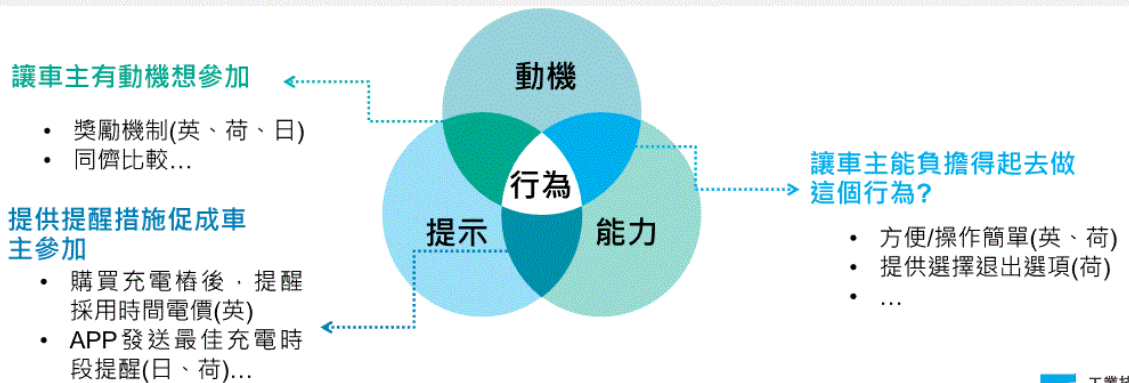 動機
讓車主有動機想參加
• 獎勵機制(英、荷、日)
• 同儕比較…
行為
讓車主能負擔得起去做
這個行為?
• 方便/操作簡單(英、荷)
• 提供選擇退出選項(荷)
• …
提示
能力
提供提醒措施促成車
主參加
• 購買充電樁後，提醒
採用時間電價(英)
• APP發送最佳充電時
段提醒(日、荷)…